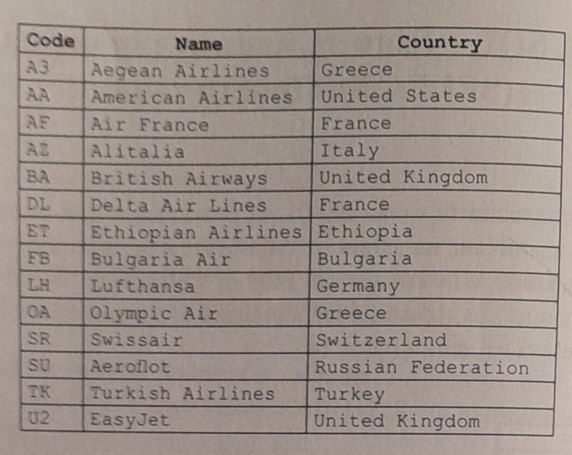 Code Name Country
A3 Aegean Airlines Greece
AA American Airlines United States
AF Air France France
AZ Alitalia Italy
BA British Airways United Kingdom
DL Delta Air Lines France
ET Ethiopian Airlines Ethiopia
FB Bulgaria Air Bulgaria
LH Lufthansa Germany
OA Olympic Air Greece
SR Swissair Switzerland
SU Aeroflot Russian Federation
TK Turkish Airlines Turkey
U2 EasyJet United Kingdom